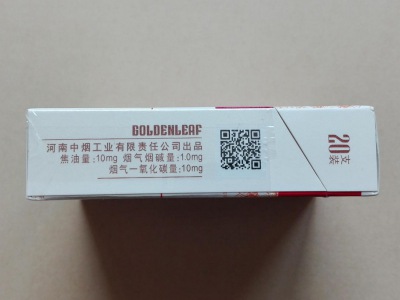 GOLDENLEAF
河南中烟工业有限责任公司出品
焦油量:10mg 烟气烟碱量:1.0mg
烟气一氧化碳量:10mg
20支装